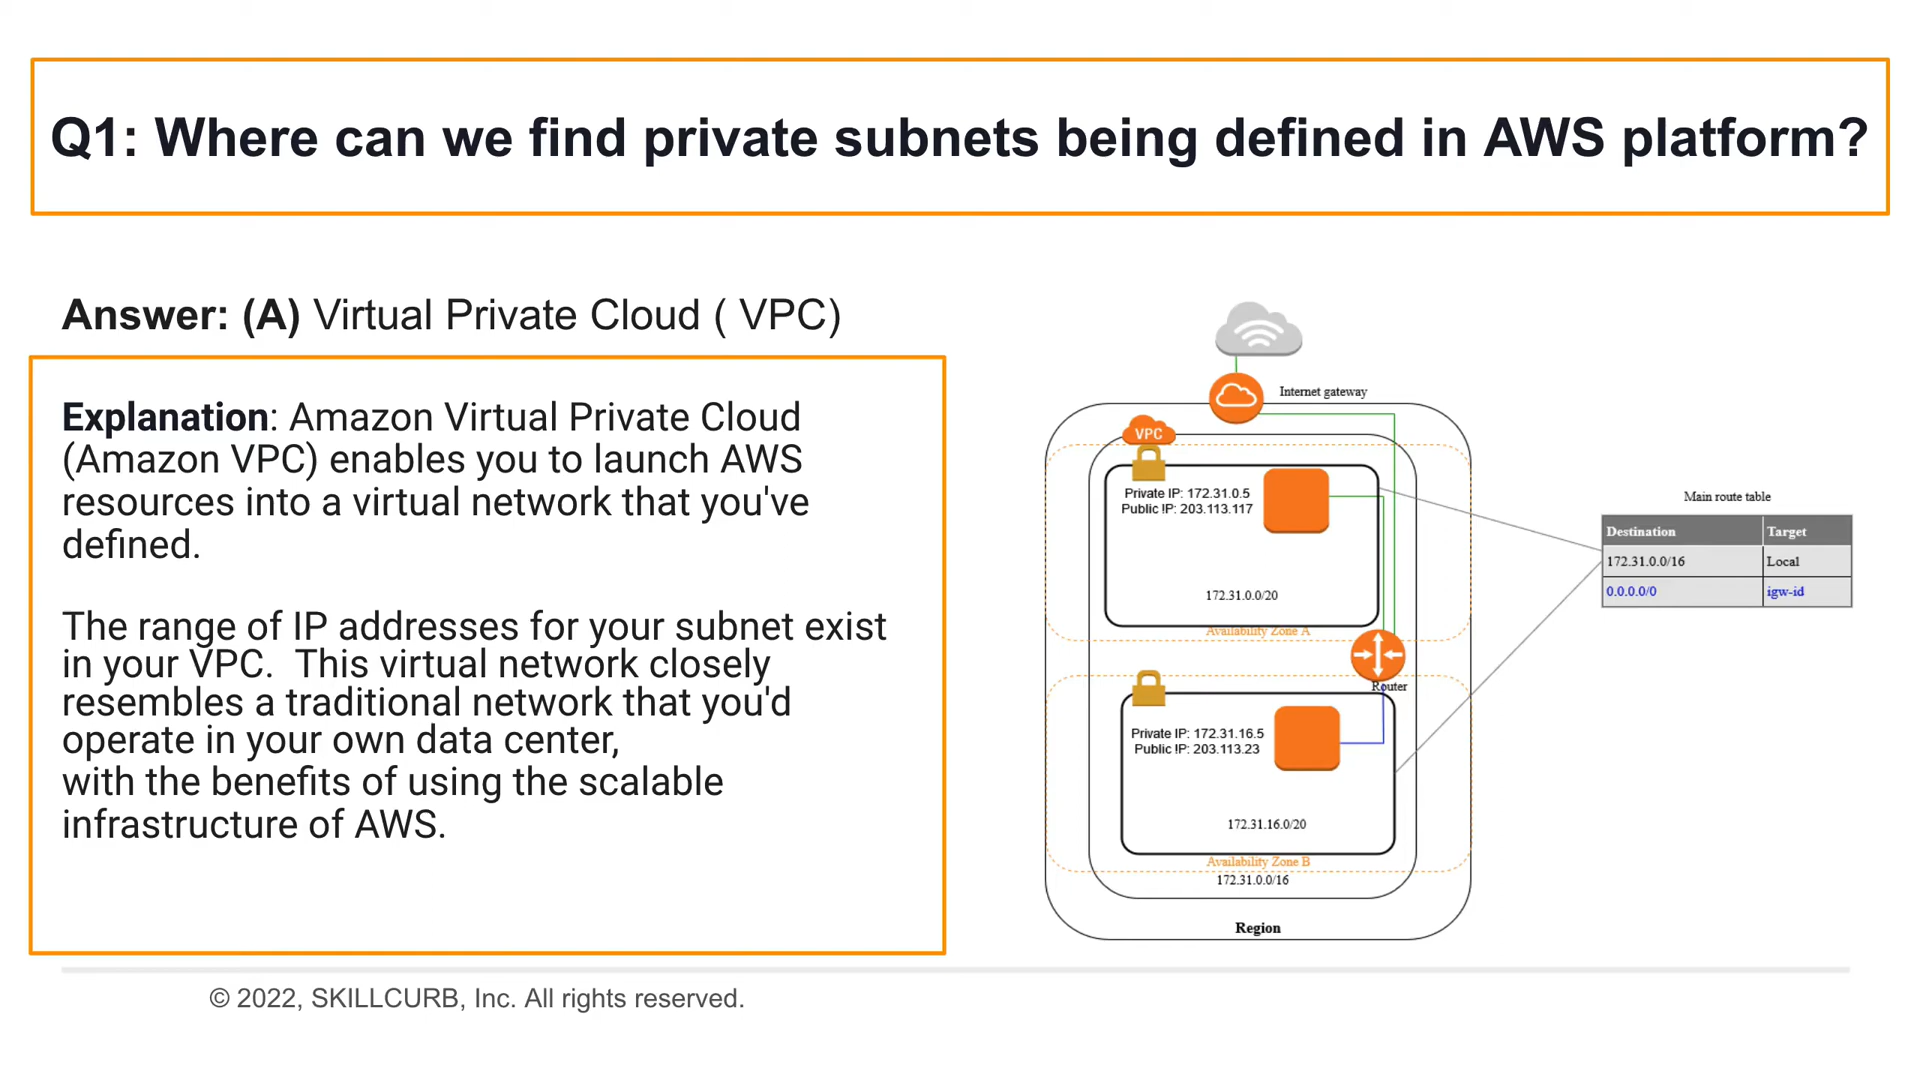 Q1: Where can we find private subnets being defined in AWS platform?
Answer: (A) Virtual Private Cloud ( VPC)
Explanation: Amazon Virtual Private Cloud
(Amazon VPC) enables you to launch AWS
resources into a virtual network that you've
defined.
The range of IP addresses for your subnet exist
in your VPC.  This virtual network closely
resembles a traditional network that you'd
operate in your own data center,
with the benefits of using the scalable
infrastructure of AWS.
Internet gateway
VPC
Private IP: 172.31.0.5
Public IP: 203.113.117
172.31.0.0/20
Availability Zone A
Router
Private IP: 172.31.16.5
Public IP: 203.113.23
172.31.16.0/20
Availability Zone B
172.31.0.0/16
Region
Main route table
Destination Target
172.31.0.0/16 Local
0.0.0.0/0 igw-id
© 2022, SKILLCURB, Inc. All rights reserved.